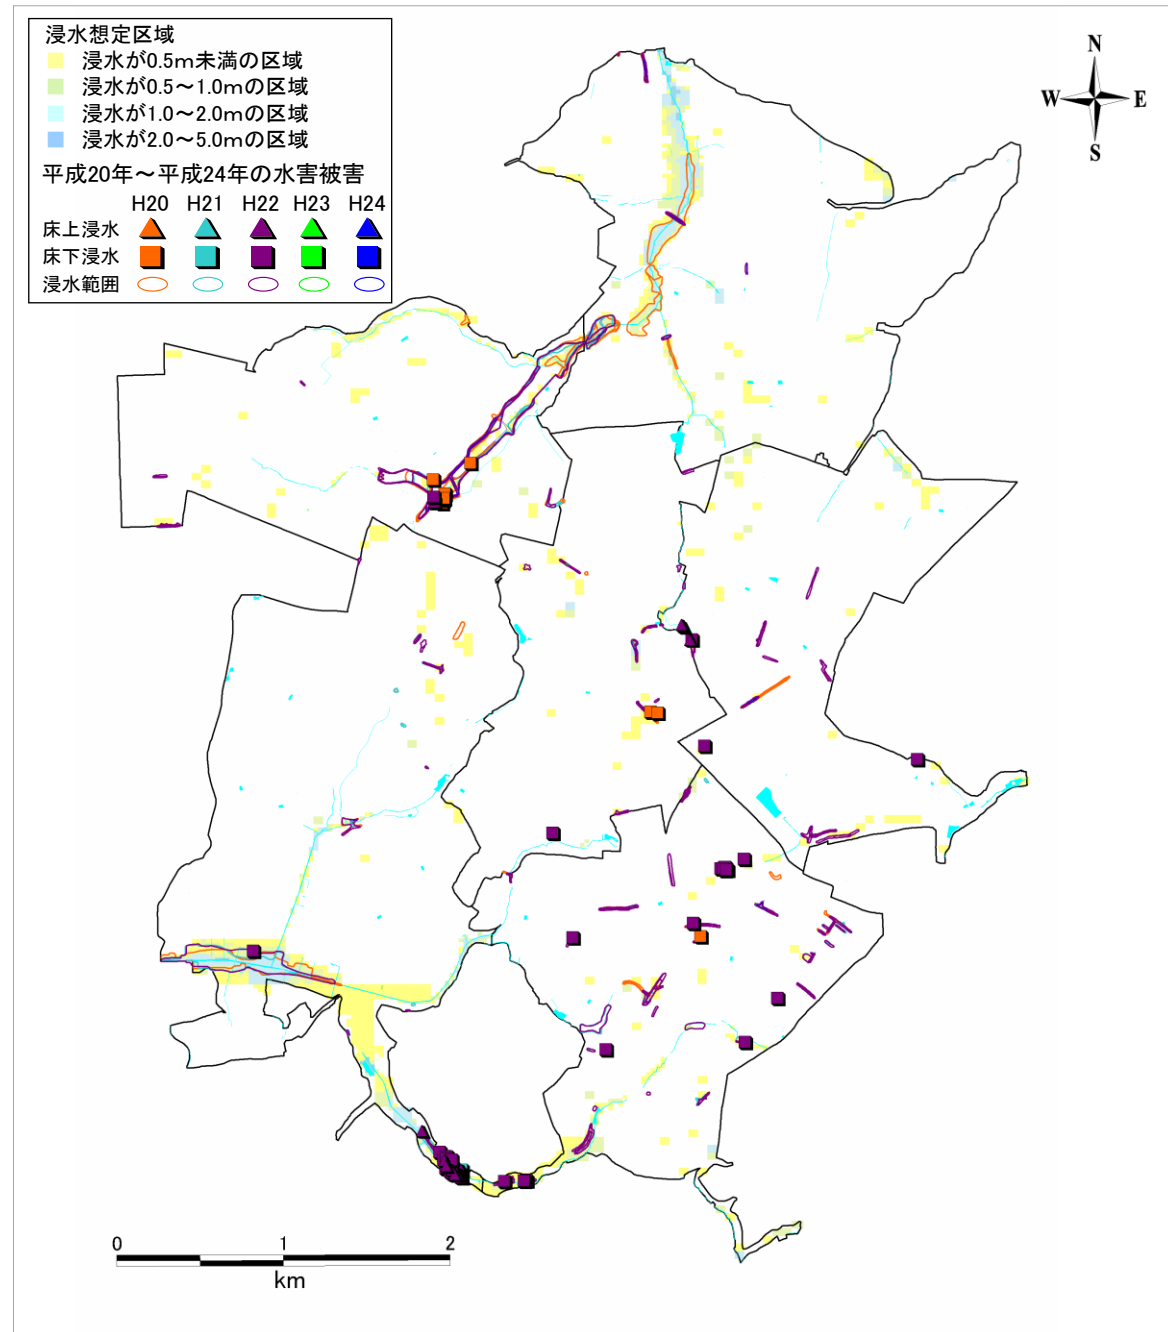 浸水想定区域
浸水が0.5m未満の区域
浸水が0.5～1.0mの区域
浸水が1.0～2.0mの区域
浸水が2.0～5.0mの区域
平成20年～平成24年の水害被害
H20 H21 H22 H23 H24
床上浸水
床下浸水
浸水範囲
N
W E
S
0 1 2
km